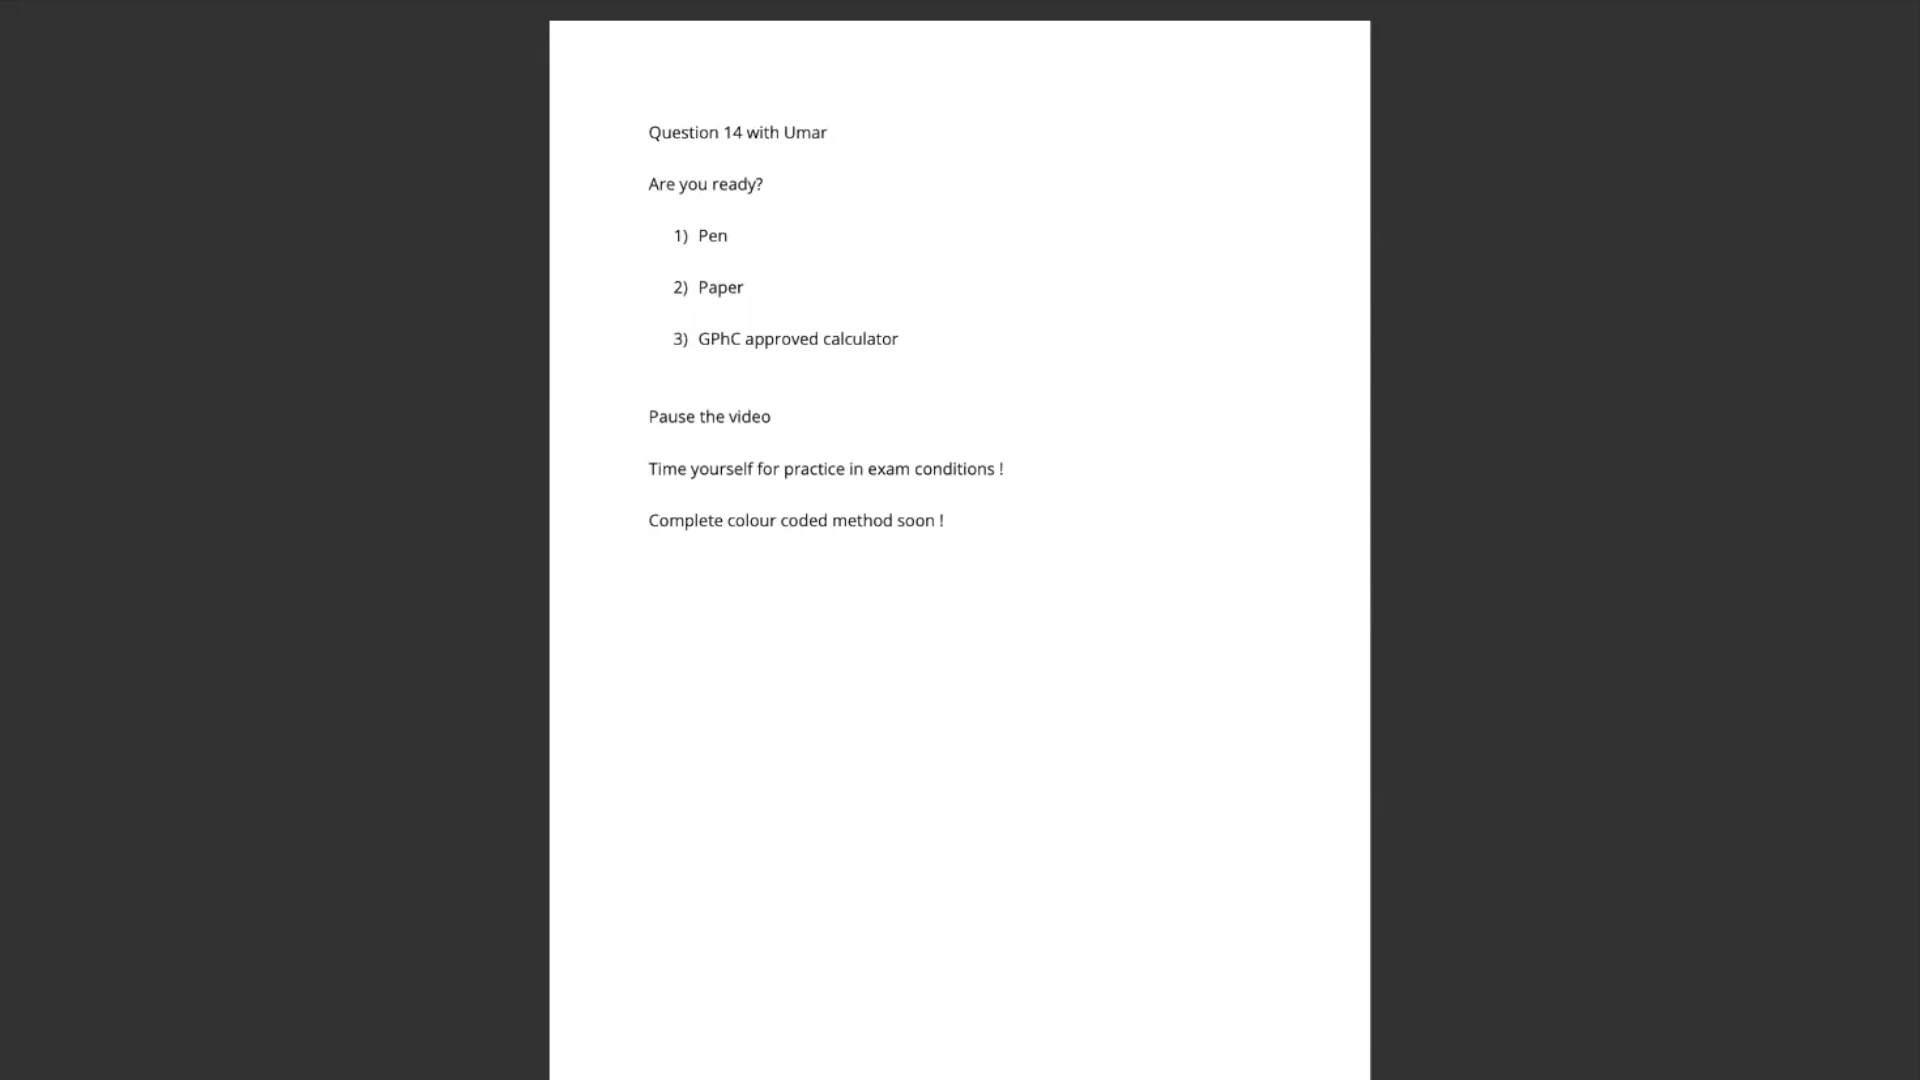 Question 14 with Umar
Are you ready?
1) Pen
2) Paper
3) GPhC approved calculator
Pause the video
Time yourself for practice in exam conditions !
Complete colour coded method soon !